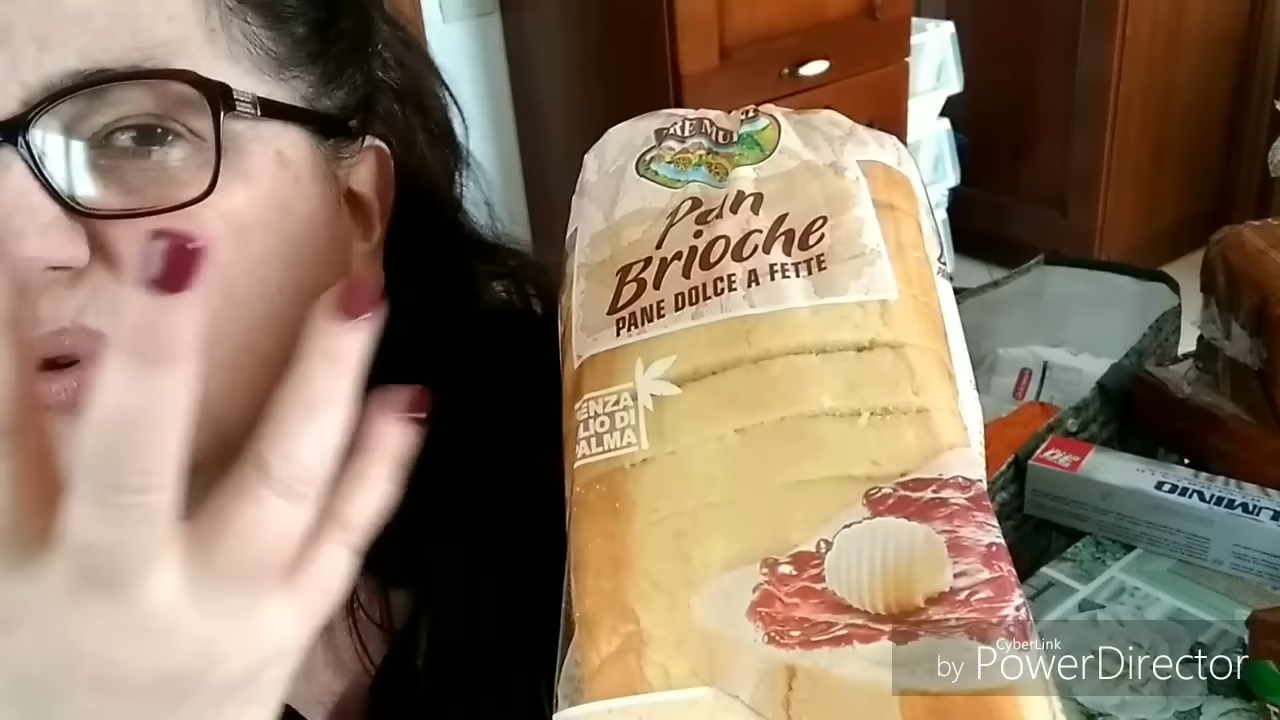 Pan
Brioche
PANE DOLCE A FETTE
ENZA
LIO DI
PALMA
UMINIO
CyberLink
by PowerDirector